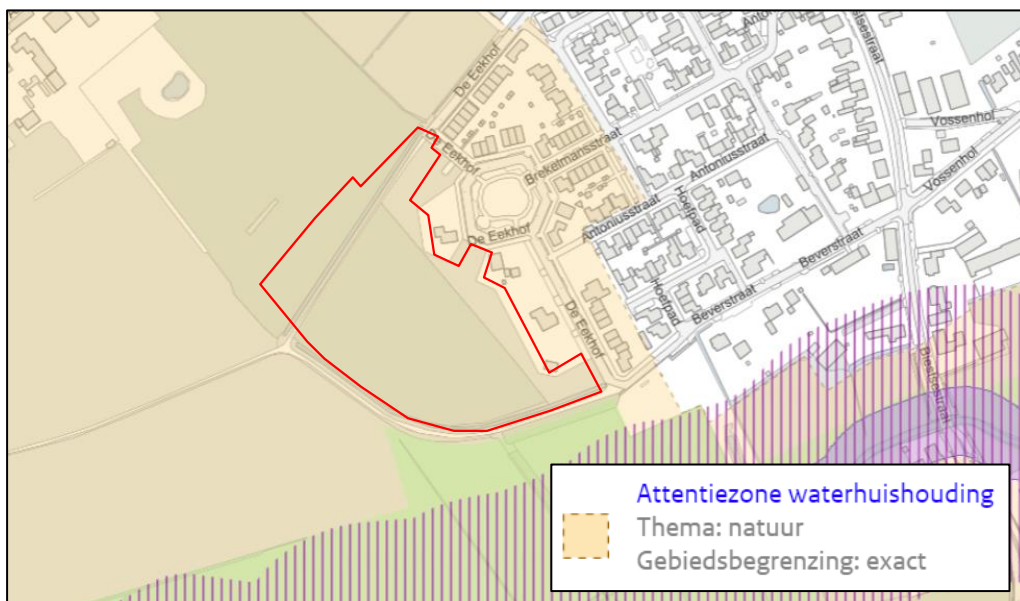 De Eekhof
De Eekhof
De Eekhof
De Eekhof
Brekelmansstraat
Antoniusstraat
Antoniusstraat
Hoefpad
Hoefpad
Beverstraat
Beverstraat
Vossenhof
Vossenhof
Biestsestraat
Attentiezone waterhuishouding
Thema: natuur
Gebiedsbegrenzing: exact